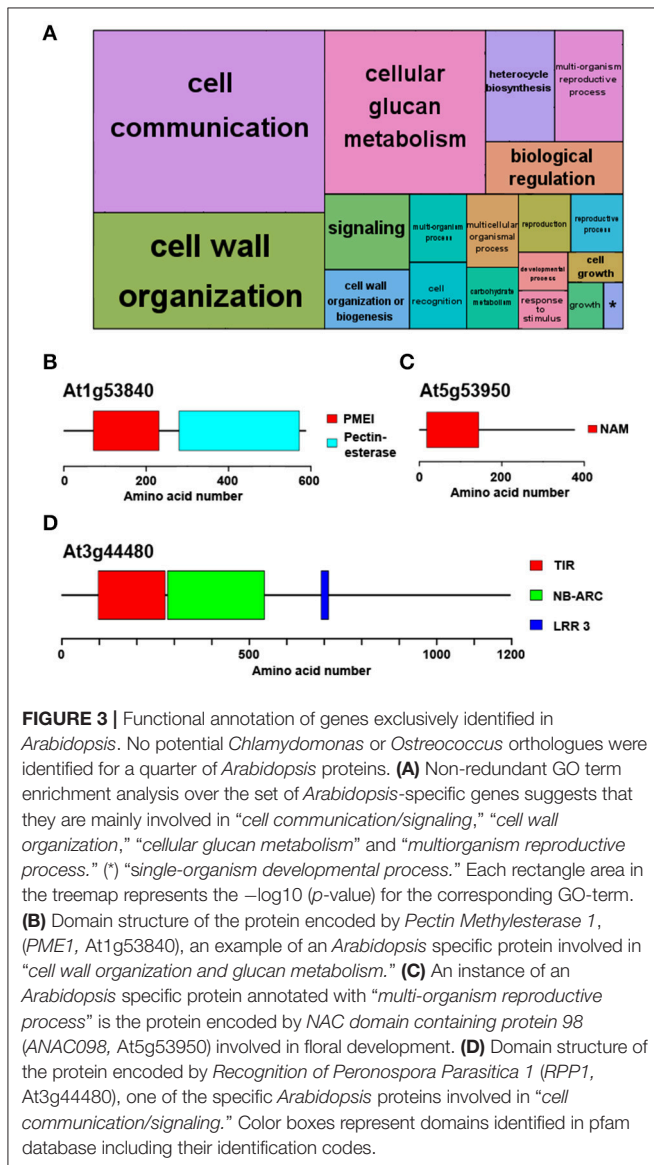 A
cell
communication
cell wall
organization
cellular
glucan
metabolism
heterocycle
biosynthesis
multi-organism
reproductive
process
biological
regulation
signaling
cell wall
organization or
biogenesis
multi-organism
process
cell
recognition
multicellular
organismal
process
carbohydrate
metabolism
reproduction
reproductive
process
developmental
process
response
to
stimulus
cell
growth
growth
*
B
At1g53840
PMEI
Pectin-
esterase
0 200 400 600
Amino acid number
C
At5g53950
NAM
0 200 400
Amino acid number
D
At3g44480
TIR
NB-ARC
LRR 3
0 500 1000 1200
Amino acid number
FIGURE 3 | Functional annotation of genes exclusively identified in
Arabidopsis. No potential Chlamydomonas or Ostreococcus orthologues were
identified for a quarter of Arabidopsis proteins. (A) Non-redundant GO term
enrichment analysis over the set of Arabidopsis-specific genes suggests that
they are mainly involved in “cell communication/signaling,” “cell wall
organization,” “cellular glucan metabolism” and “multiorganism reproductive
process.” (*) “single-organism developmental process.” Each rectangle area in
the treemap represents the −log10 (p-value) for the corresponding GO-term.
(B) Domain structure of the protein encoded by Pectin Methylesterase 1,
(PME1, At1g53840), an example of an Arabidopsis specific protein involved in
“cell wall organization and glucan metabolism.” (C) An instance of an
Arabidopsis specific protein annotated with “multi-organism reproductive
process” is the protein encoded by NAC domain containing protein 98
(ANAC098, At5g53950) involved in floral development. (D) Domain structure of
the protein encoded by Recognition of Peronospora Parasitica 1 (RPP1,
At3g44480), one of the specific Arabidopsis proteins involved in “cell
communication/signaling.” Color boxes represent domains identified in pfam
database including their identification codes.